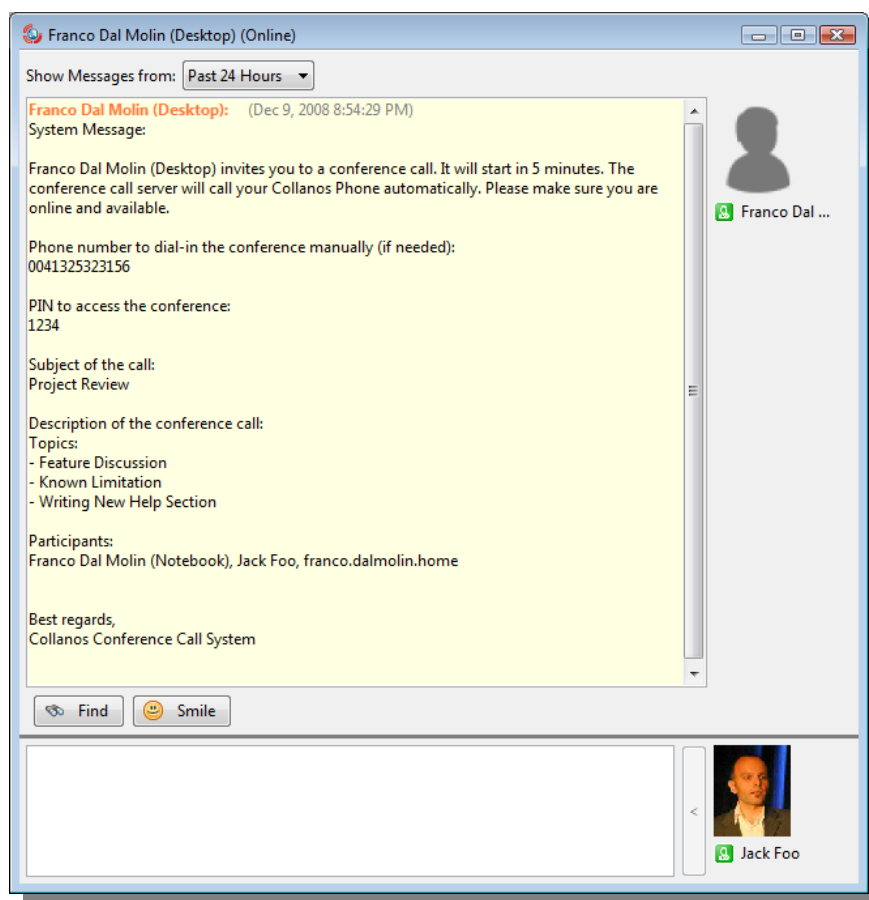 Franco Dal Molin (Desktop) (Online)
Show Messages from: Past 24 Hours
Franco Dal Molin (Desktop): (Dec 9, 2008 8:54:29 PM)
System Message:
Franco Dal Molin (Desktop) invites you to a conference call. It will start in 5 minutes. The
conference call server will call your Collanos Phone automatically. Please make sure you are
online and available.
Phone number to dial-in the conference manually (if needed):
0041325323156
PIN to access the conference:
1234
Subject of the call:
Project Review
Description of the conference call:
Topics:
- Feature Discussion
- Known Limitation
- Writing New Help Section
Participants:
Franco Dal Molin (Notebook), Jack Foo, franco.dalmolin.home
Best regards,
Collanos Conference Call System
Franco Dal ...
Find Smile
<
Jack Foo